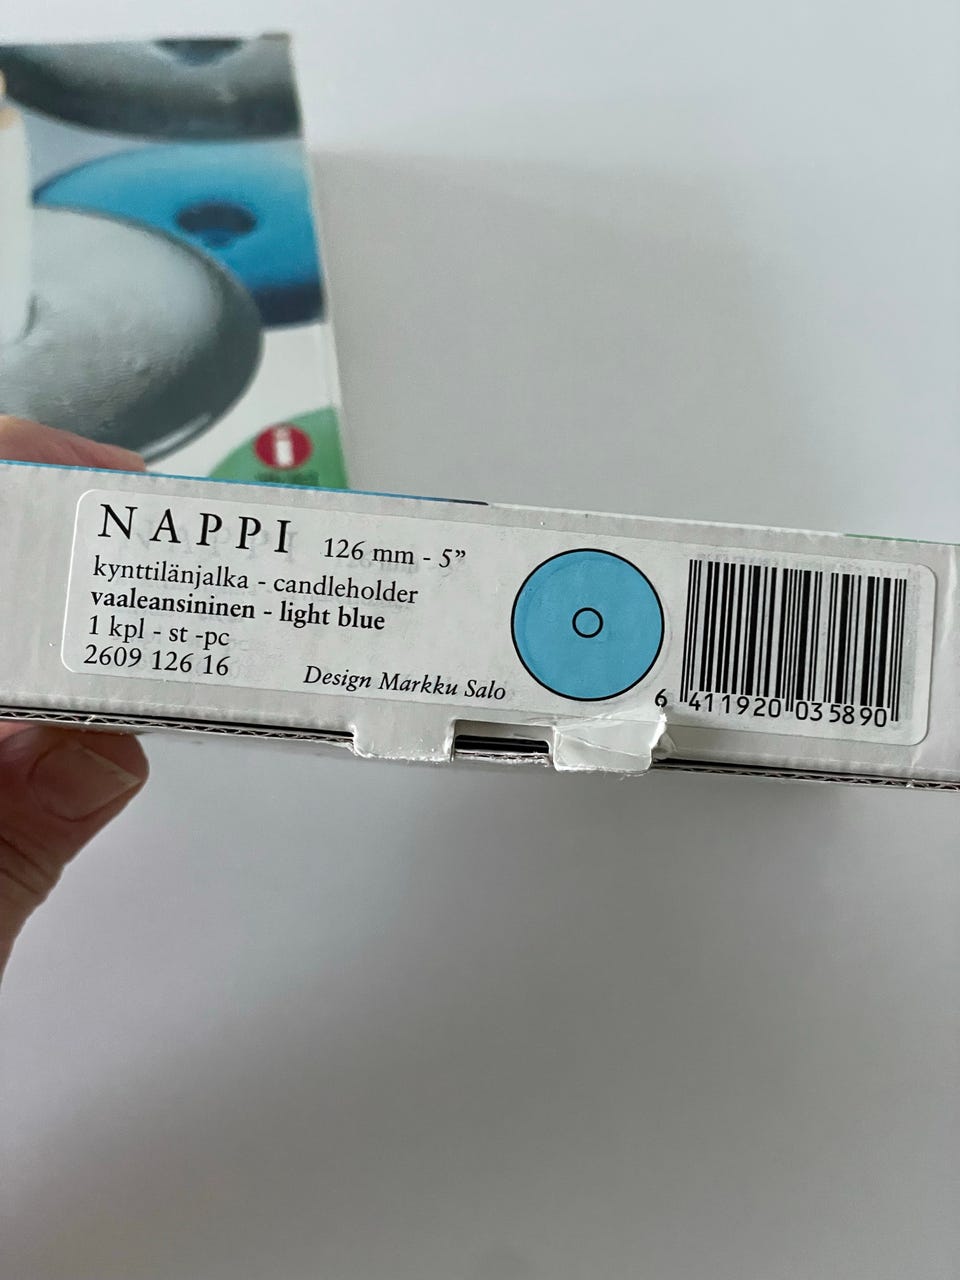 NAPPI 126 mm - 5”
kynttilänjalka - candleholder
vaaleansininen - light blue
1 kpl - st -pc
2609 126 16
Design Markku Salo
6 411920 035890